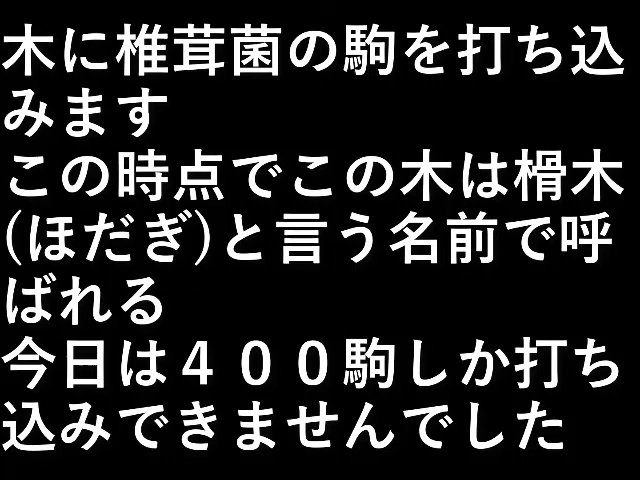 木に椎茸菌の駒を打ち込
みます
この時点でこの木は榾木
(ほだぎ)と言う名前で呼
ばれる
今日は４００駒しか打ち
込みできませんでした